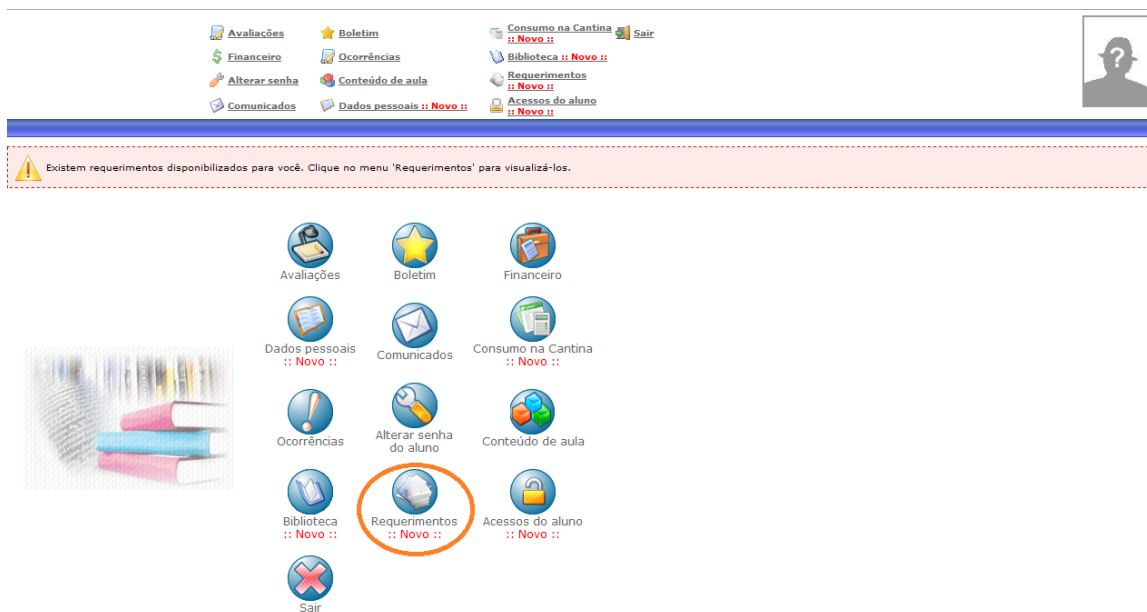 Avaliações
Boletim
Consumo na Cantina
:: Novo ::
Sair
Financeiro
Ocorrências
Biblioteca :: Novo ::
Alterar senha
Conteúdo de aula
Requerimentos
:: Novo ::
Comunicados
Dados pessoais :: Novo ::
Acessos do aluno
:: Novo ::
Existem requerimentos disponibilizados para você. Clique no menu 'Requerimentos' para visualizá-los.
Avaliações
Boletim
Financeiro
Dados pessoais
:: Novo ::
Comunicados
Consumo na Cantina
:: Novo ::
Ocorrências
Alterar senha
do aluno
Conteúdo de aula
Biblioteca
:: Novo ::
Requerimentos
:: Novo ::
Acessos do aluno
:: Novo ::
Sair